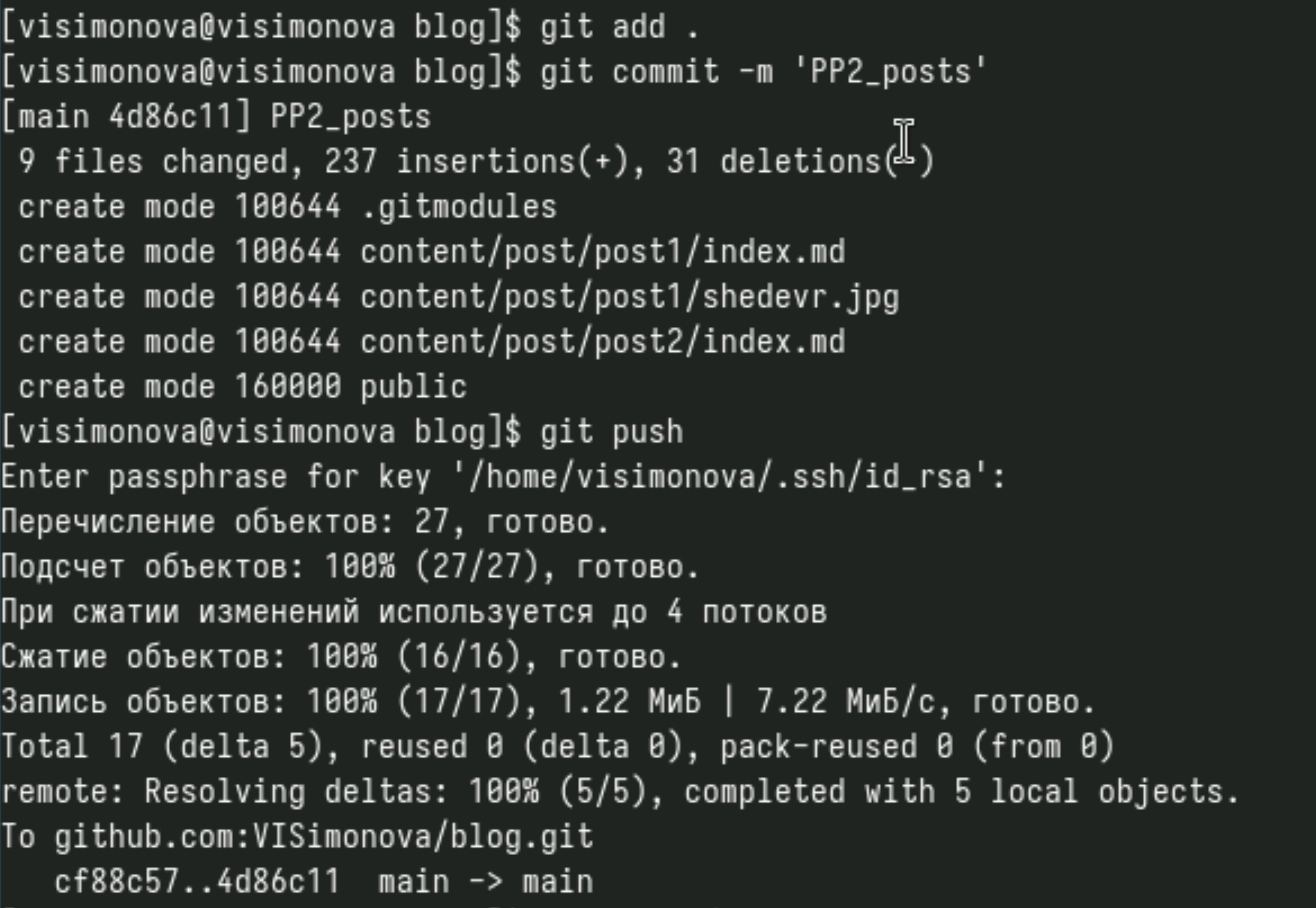 [visimonova@visimonova blog]$ git add .
[visimonova@visimonova blog]$ git commit -m 'PP2_posts'
[main 4d86c11] PP2_posts
 9 files changed, 237 insertions(+), 31 deletions(-)
 create mode 100644 .gitmodules
 create mode 100644 content/post/post1/index.md
 create mode 100644 content/post/post1/shedevr.jpg
 create mode 100644 content/post/post2/index.md
 create mode 160000 public
[visimonova@visimonova blog]$ git push
Enter passphrase for key '/home/visimonova/.ssh/id_rsa':
Перечисление объектов: 27, готово.
Подсчет объектов: 100% (27/27), готово.
При сжатии изменений используется до 4 потоков
Сжатие объектов: 100% (16/16), готово.
Запись объектов: 100% (17/17), 1.22 МиБ | 7.22 МиБ/с, готово.
Total 17 (delta 5), reused 0 (delta 0), pack-reused 0 (from 0)
remote: Resolving deltas: 100% (5/5), completed with 5 local objects.
To github.com:VISimonova/blog.git
   cf88c57..4d86c11  main -> main